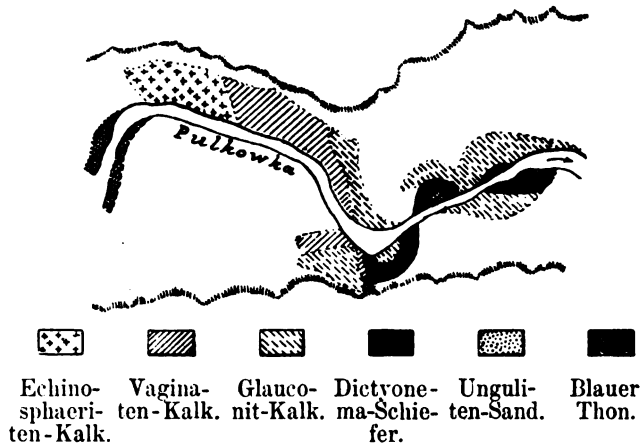 Pulkowka
Echino-
sphaeri-
ten-Kalk.
Vagina-
ten-Kalk.
Glauco-
nit-Kalk.
Dictyone-
ma-Schie-
fer.
Unguli-
ten-Sand.
Blauer
Thon.